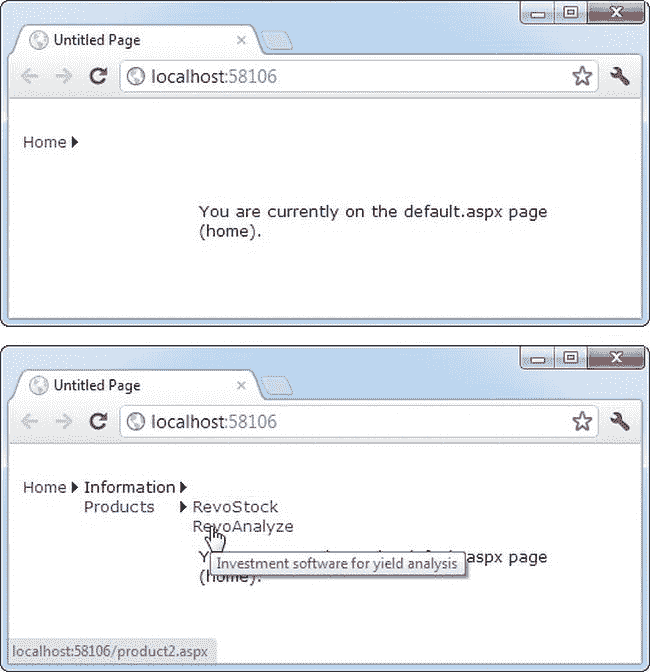 Untitled Page
localhost:58106
Home
You are currently on the default.aspx page
(home).
Untitled Page
localhost:58106
Home Information
Products RevoStock
RevoAnalyze
Investment software for yield analysis
Y aspx page
(home).
localhost:58106/product2.aspx